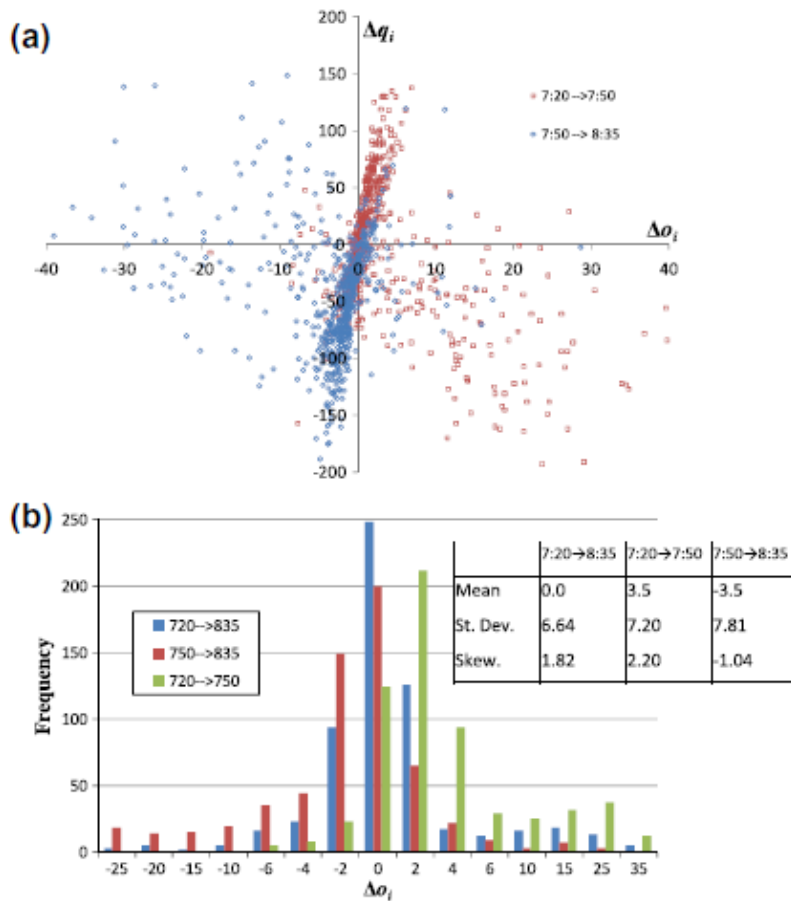 (a)
Δq_i
200
150
100
50
0
-50
-100
-150
-200
-40 -30 -20 -10 0 10 20 30 40
Δo_i
7:20 -->7:50
7:50 --> 8:35
(b)
Frequency
250
200
150
100
50
0
720-->835
750-->835
720-->750
7:20→8:35 7:20→7:50 7:50→8:35
Mean 0.0 3.5 -3.5
St. Dev. 6.64 7.20 7.81
Skew. 1.82 2.20 -1.04
-25 -20 -15 -10 -6 -4 -2 0 2 4 6 10 15 25 35
Δo_i